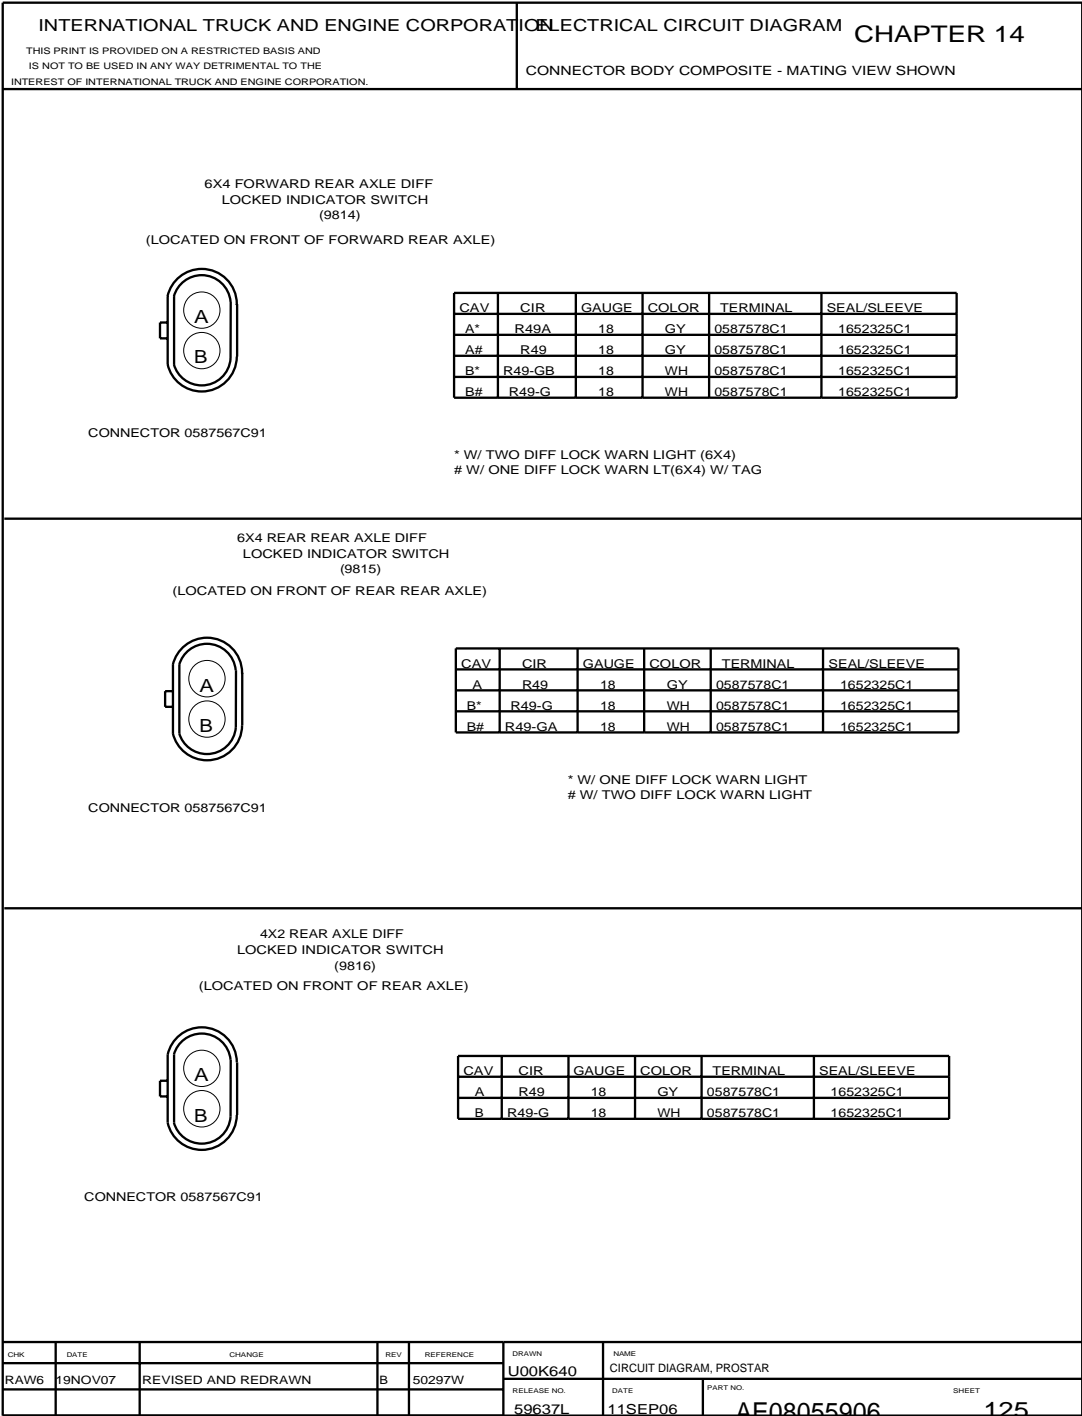 INTERNATIONAL TRUCK AND ENGINE CORPORATION
THIS PRINT IS PROVIDED ON A RESTRICTED BASIS AND
IS NOT TO BE USED IN ANY WAY DETRIMENTAL TO THE
INTEREST OF INTERNATIONAL TRUCK AND ENGINE CORPORATION.
ELECTRICAL CIRCUIT DIAGRAM CHAPTER 14
CONNECTOR BODY COMPOSITE - MATING VIEW SHOWN
6X4 FORWARD REAR AXLE DIFF
LOCKED INDICATOR SWITCH
(9814)
(LOCATED ON FRONT OF FORWARD REAR AXLE)
A
B
CONNECTOR 0587567C91
CAV CIR GAUGE COLOR TERMINAL SEAL/SLEEVE
A* R49A 18 GY 0587578C1 1652325C1
A# R49 18 GY 0587578C1 1652325C1
B* R49-GB 18 WH 0587578C1 1652325C1
B# R49-G 18 WH 0587578C1 1652325C1
* W/ TWO DIFF LOCK WARN LIGHT (6X4)
# W/ ONE DIFF LOCK WARN LT(6X4) W/ TAG
6X4 REAR REAR AXLE DIFF
LOCKED INDICATOR SWITCH
(9815)
(LOCATED ON FRONT OF REAR REAR AXLE)
A
B
CONNECTOR 0587567C91
CAV CIR GAUGE COLOR TERMINAL SEAL/SLEEVE
A R49 18 GY 0587578C1 1652325C1
B* R49-G 18 WH 0587578C1 1652325C1
B# R49-GA 18 WH 0587578C1 1652325C1
* W/ ONE DIFF LOCK WARN LIGHT
# W/ TWO DIFF LOCK WARN LIGHT
4X2 REAR AXLE DIFF
LOCKED INDICATOR SWITCH
(9816)
(LOCATED ON FRONT OF REAR AXLE)
A
B
CONNECTOR 0587567C91
CAV CIR GAUGE COLOR TERMINAL SEAL/SLEEVE
A R49 18 GY 0587578C1 1652325C1
B R49-G 18 WH 0587578C1 1652325C1
CHK DATE CHANGE REV REFERENCE
RAW6 19NOV07 REVISED AND REDRAWN B 50297W
DRAWN
U00K640
NAME
CIRCUIT DIAGRAM, PROSTAR
RELEASE NO.
59637L
DATE
11SEP06
PART NO.
AE08055906
SHEET
125